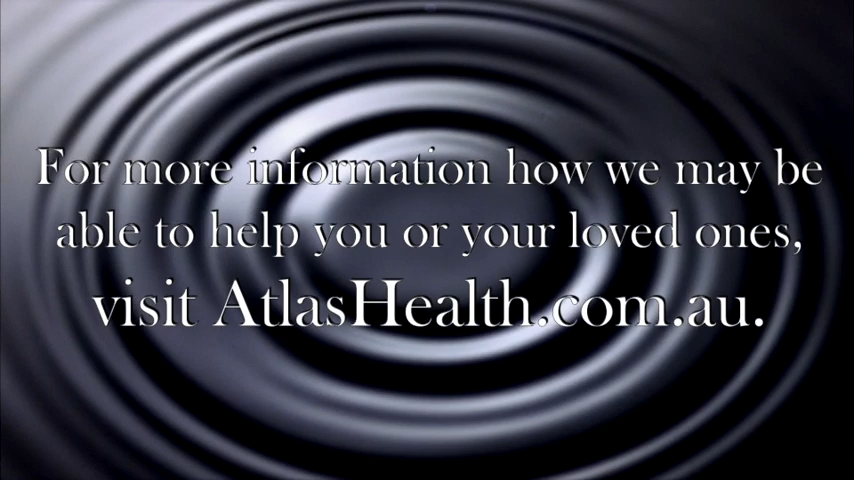 For more information how we may be
able to help you or your loved ones,
visit AtlasHealth.com.au.